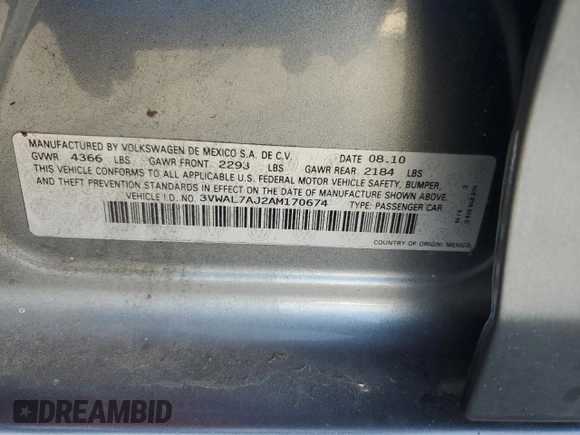 MANUFACTURED BY VOLKSWAGEN DE MEXICO S.A. DE C.V.
GVWR 4366 LBS GAWR FRONT 2293 LBS DATE 08.10
GAWR REAR 2184 LBS
THIS VEHICLE CONFORMS TO ALL APPLICABLE U.S. FEDERAL MOTOR VEHICLE SAFETY, BUMPER,
AND THEFT PREVENTION STANDARDS IN EFFECT ON THE DATE OF MANUFACTURE SHOWN ABOVE.
VEHICLE I.D. NO. 3VWAL7AJ2AM170674 TYPE: PASSENGER CAR
COUNTRY OF ORIGIN: MEXICO
DREAMBID